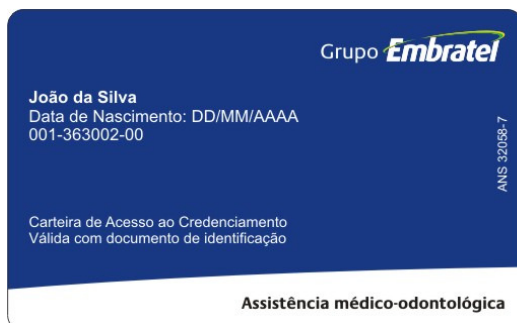 Grupo Embratel
João da Silva
Data de Nascimento: DD/MM/AAAA
001-363002-00
ANS 32058-7
Carteira de Acesso ao Credenciamento
Válida com documento de identificação
Assistência médico-odontológica